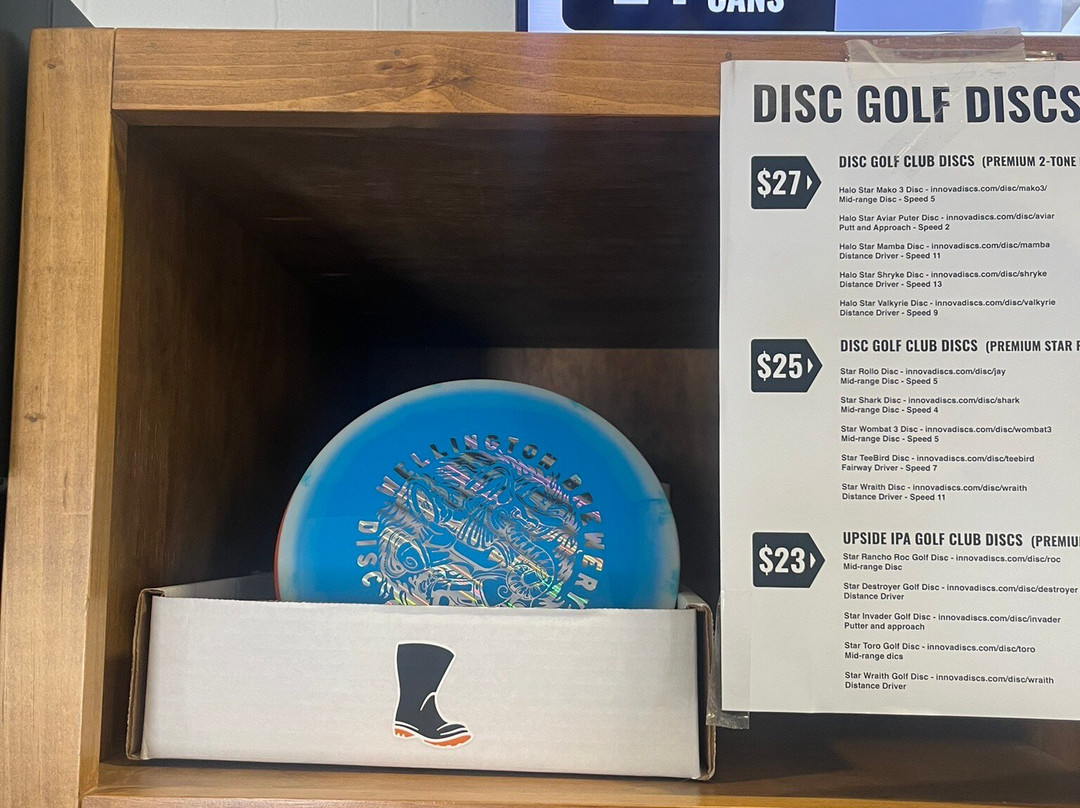 CANS
WELLINGTON BREWERY
DISC
DISC GOLF DISCS
$27
DISC GOLF CLUB DISCS (PREMIUM 2-TONE
Halo Star Mako 3 Disc - innovadiscs.com/disc/mako3/
Mid-range Disc - Speed 5
Halo Star Aviar Puter Disc - innovadiscs.com/disc/aviar
Putt and Approach - Speed 2
Halo Star Mamba Disc - innovadiscs.com/disc/mamba
Distance Driver - Speed 11
Halo Star Shryke Disc - innovadiscs.com/disc/shryke
Distance Driver - Speed 13
Halo Star Valkyrie Disc - innovadiscs.com/disc/valkyrie
Distance Driver - Speed 9
$25
DISC GOLF CLUB DISCS (PREMIUM STAR
Star Rollo Disc - innovadiscs.com/disc/jay
Mid-range Disc - Speed 5
Star Shark Disc - innovadiscs.com/disc/shark
Mid-range Disc - Speed 4
Star Wombat 3 Disc - innovadiscs.com/disc/wombat3
Mid-range Disc - Speed 5
Star TeeBird Disc - innovadiscs.com/disc/teebird
Fairway Driver - Speed 7
Star Wraith Disc - innovadiscs.com/disc/wraith
Distance Driver - Speed 11
$23
UPSIDE IPA GOLF CLUB DISCS (PREMIU
Star Rancho Roc Golf Disc - innovadiscs.com/disc/roc
Mid-range Disc
Star Destroyer Golf Disc - innovadiscs.com/disc/destroyer
Distance Driver
Star Invader Golf Disc - innovadiscs.com/disc/invader
Putter and approach
Star Toro Golf Disc - innovadiscs.com/disc/toro
Mid-range dics
Star Wraith Golf Disc - innovadiscs.com/disc/wraith
Distance Driver